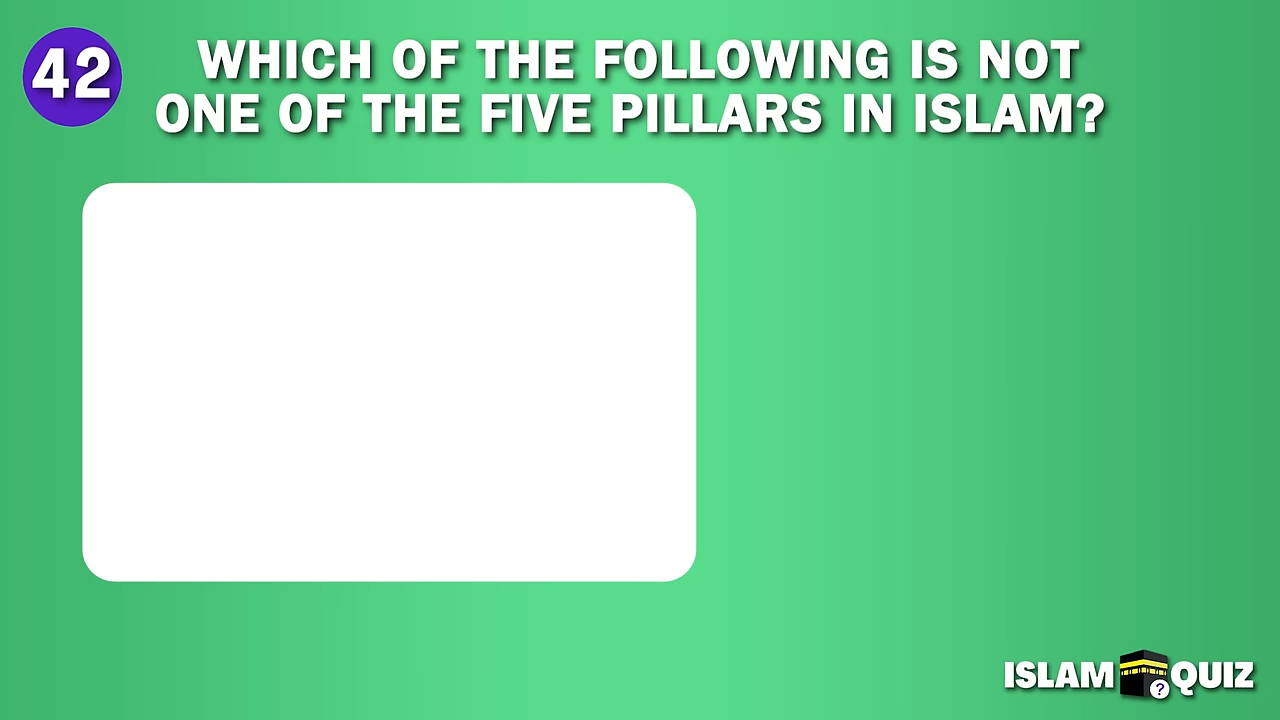 42
WHICH OF THE FOLLOWING IS NOT
ONE OF THE FIVE PILLARS IN ISLAM?
ISLAM ? QUIZ